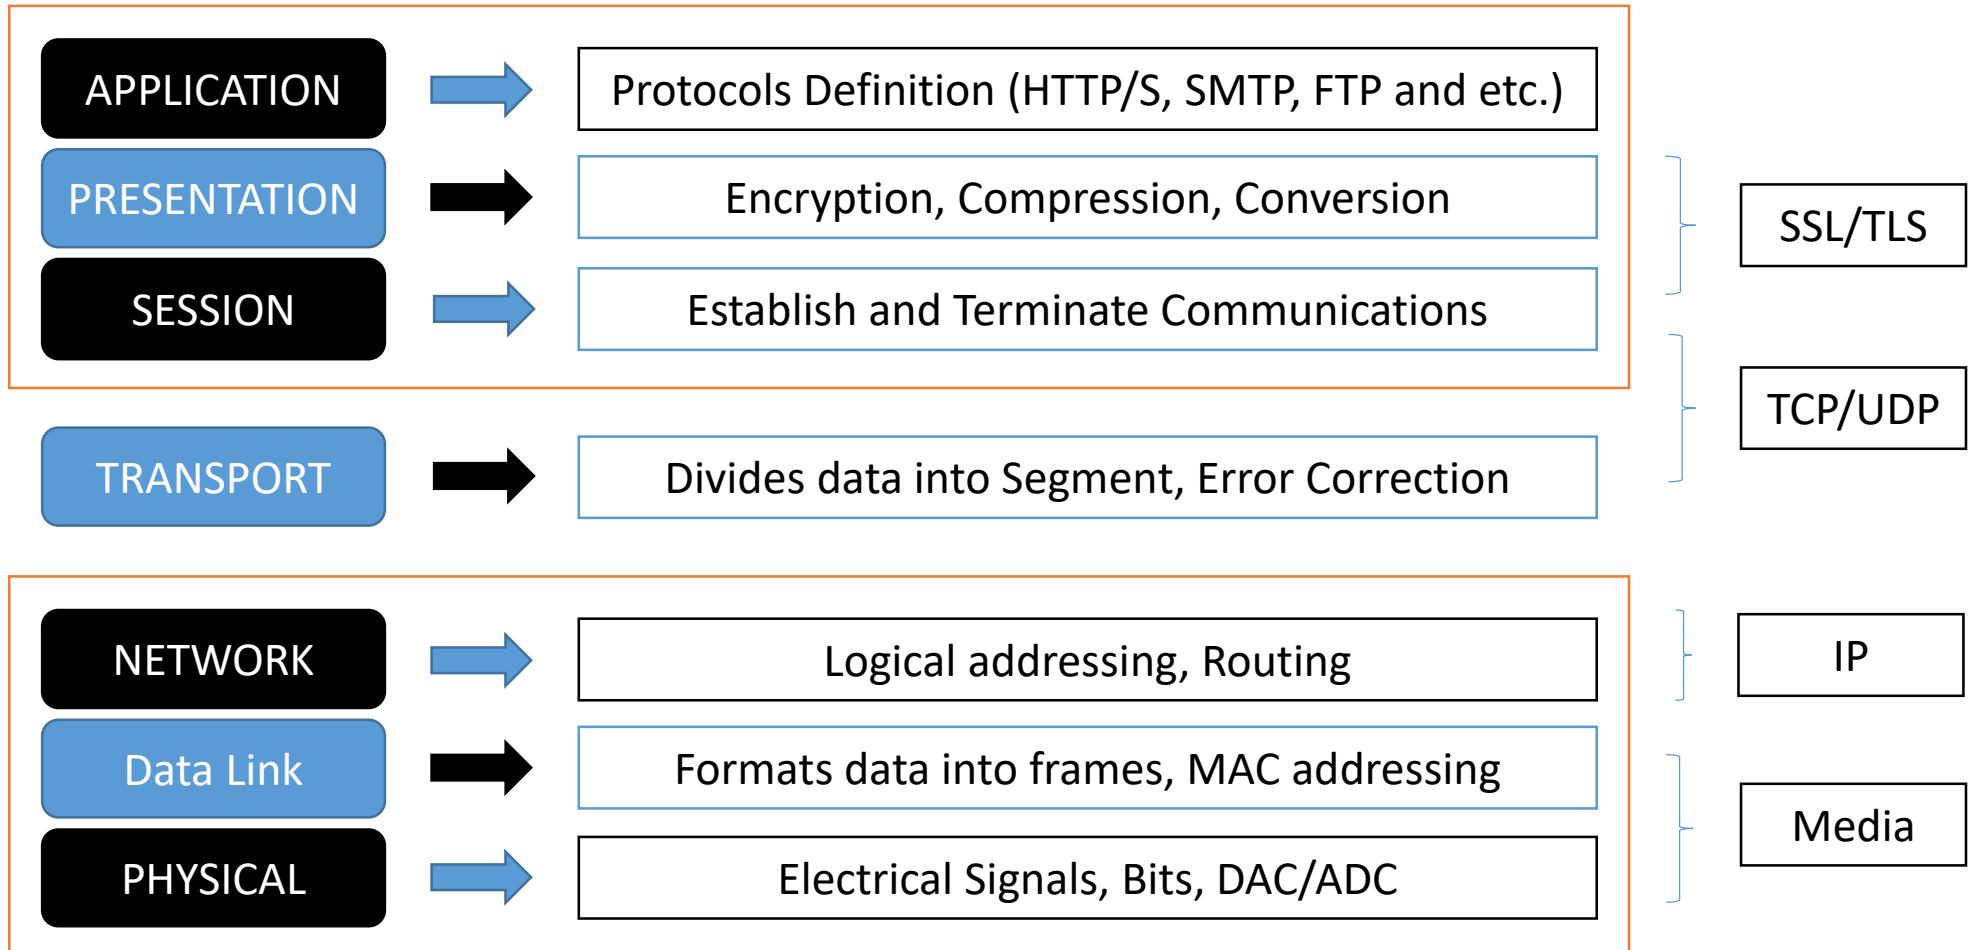 APPLICATION
Protocols Definition (HTTP/S, SMTP, FTP and etc.)
PRESENTATION
Encryption, Compression, Conversion
SSL/TLS
SESSION
Establish and Terminate Communications
TCP/UDP
TRANSPORT
Divides data into Segment, Error Correction
NETWORK
Logical addressing, Routing
IP
Data Link
Formats data into frames, MAC addressing
Media
PHYSICAL
Electrical Signals, Bits, DAC/ADC